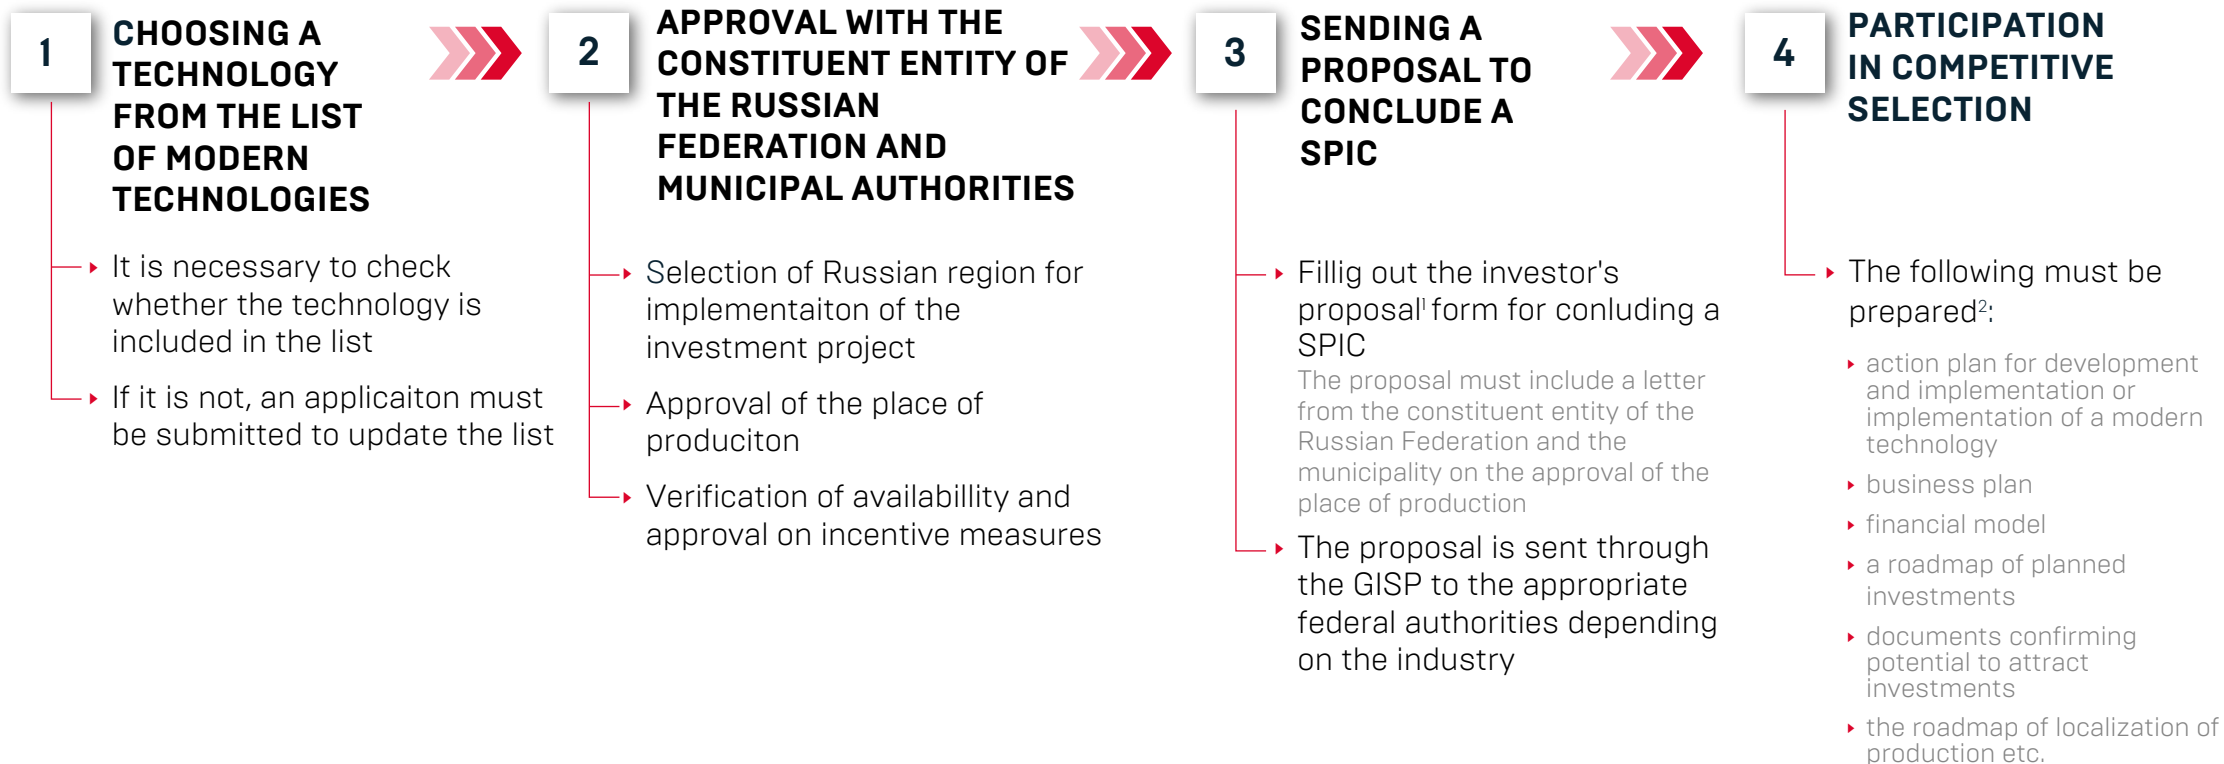 1
CHOOSING A
TECHNOLOGY
FROM THE LIST
OF MODERN
TECHNOLOGIES
It is necessary to check
whether the technology is
included in the list
If it is not, an applicaiton must
be submitted to update the list
2
APPROVAL WITH THE
CONSTITUENT ENTITY OF
THE RUSSIAN
FEDERATION AND
MUNICIPAL AUTHORITIES
Selection of Russian region for
implementaiton of the
investment project
Approval of the place of
produciton
Verification of availabillity and
approval on incentive measures
3
SENDING A
PROPOSAL TO
CONCLUDE A
SPIC
Fillig out the investor's
proposal¹ form for conluding a
SPIC
The proposal must include a letter
from the constituent entity of the
Russian Federation and the
municipality on the approval of the
place of production
The proposal is sent through
the GISP to the appropriate
federal authorities depending
on the industry
4
PARTICIPATION
IN COMPETITIVE
SELECTION
The following must be
prepared²:
action plan for development
and implementation or
implementation of a modern
technology
business plan
financial model
a roadmap of planned
investments
documents confirming
potential to attract
investments
the roadmap of localization of
production etc.